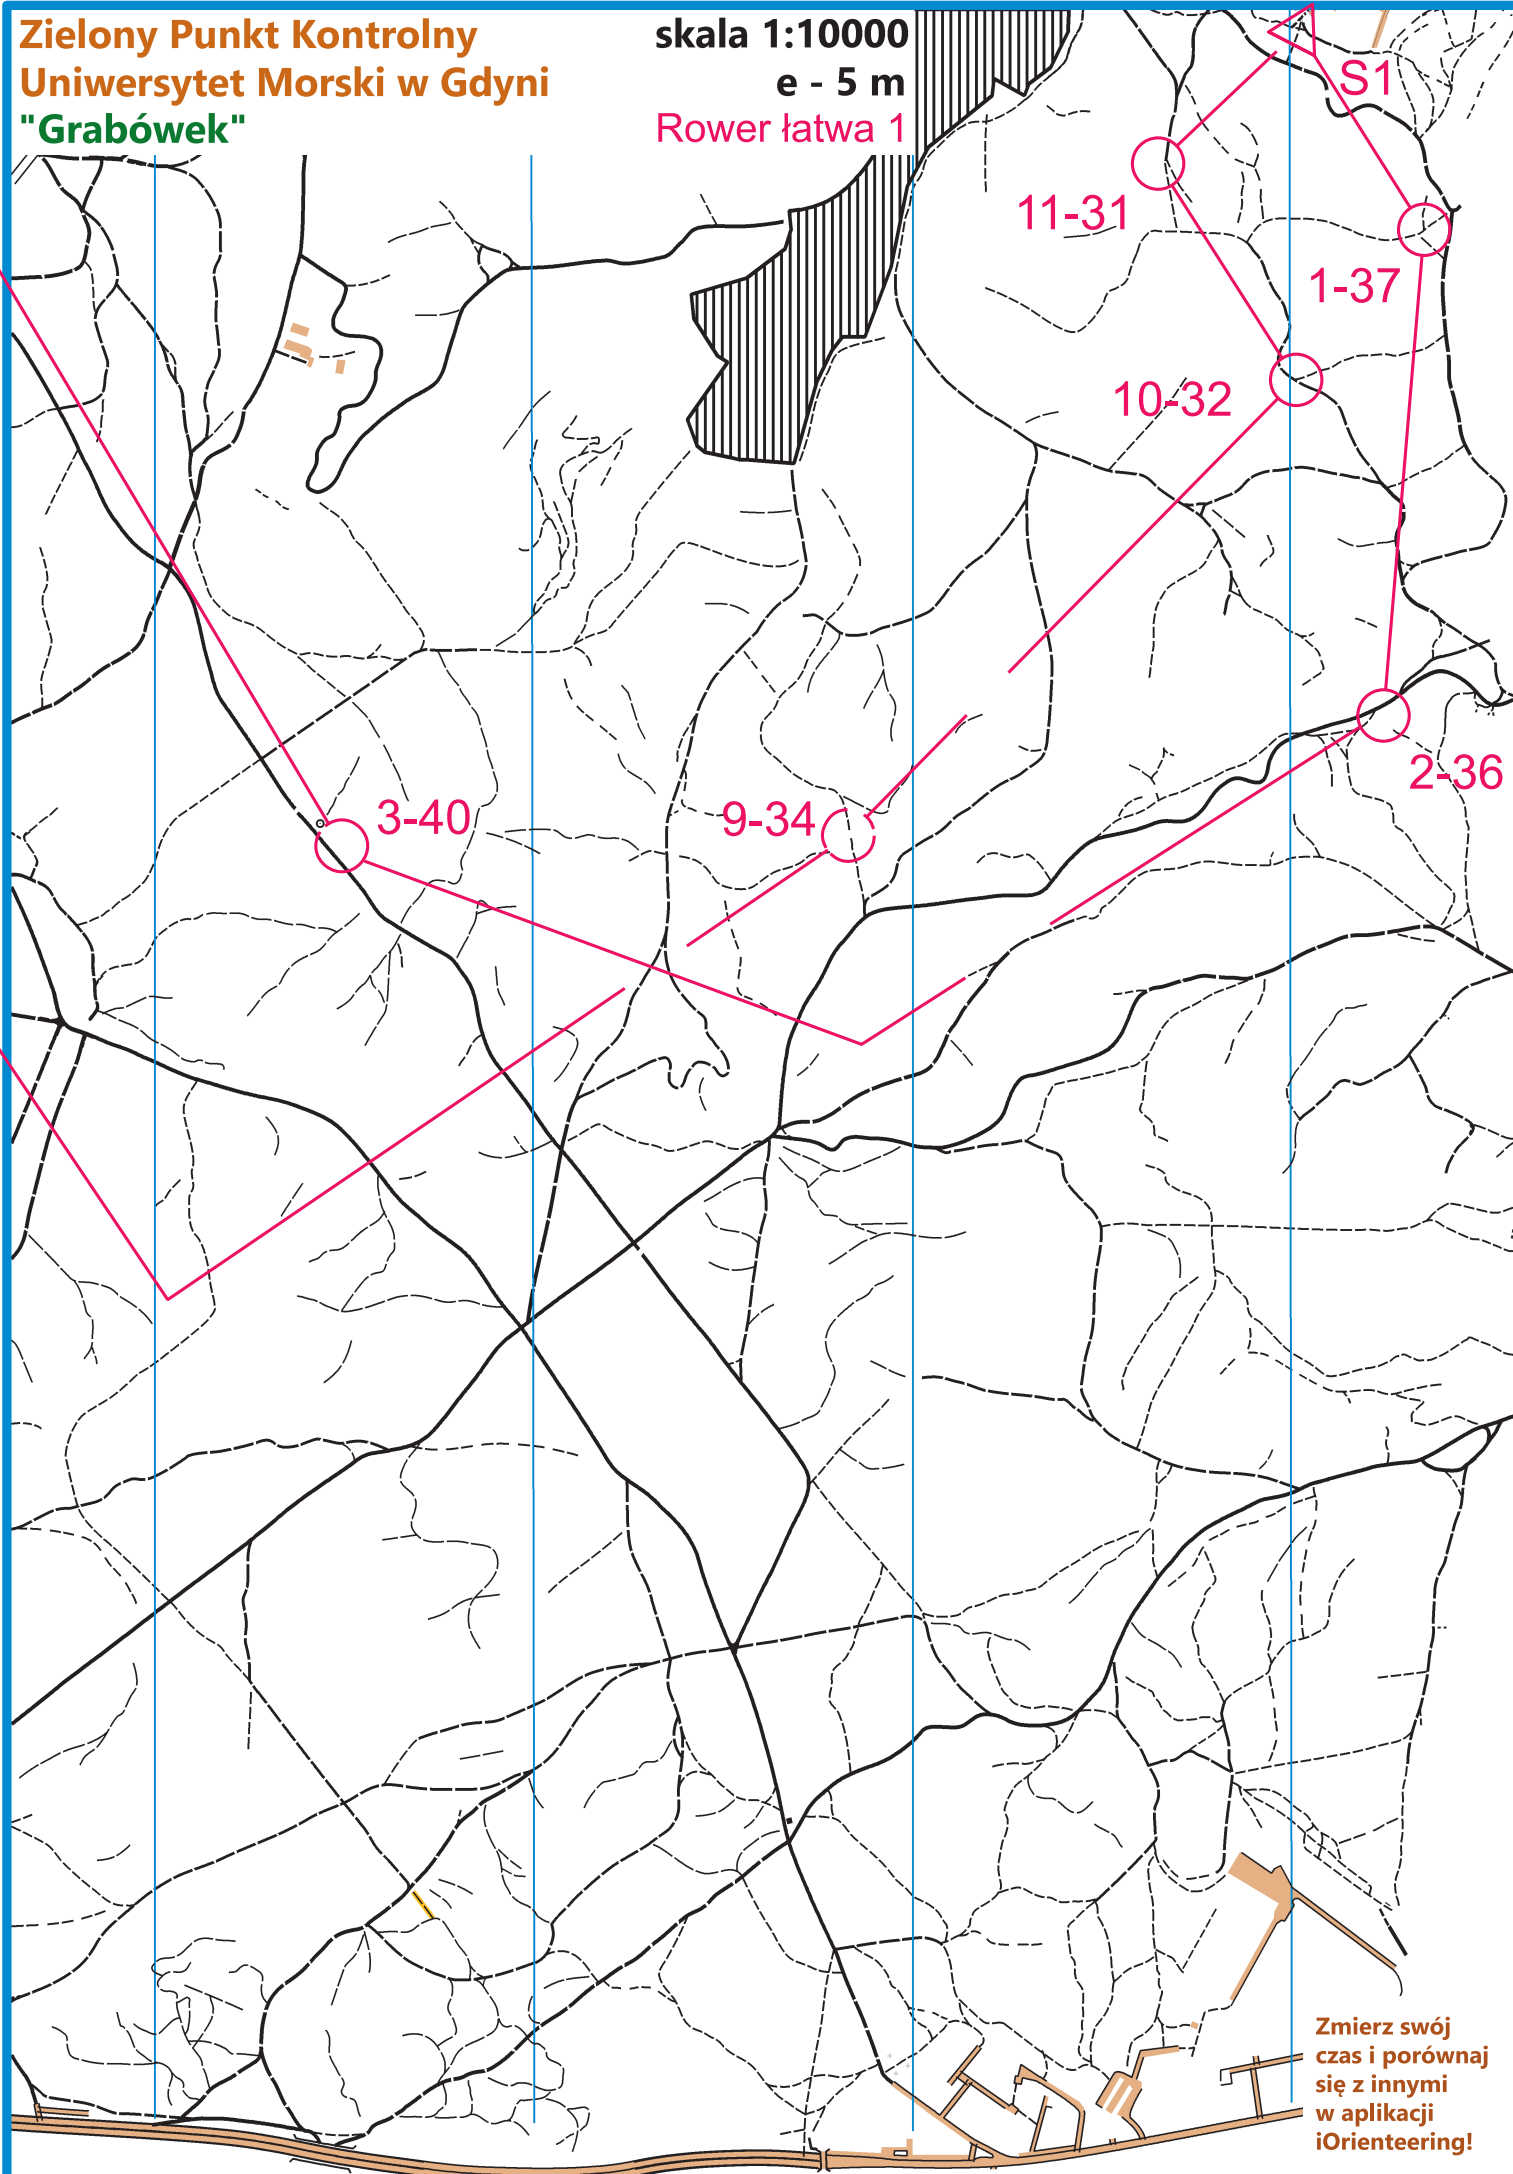 Zielony Punkt Kontrolny
Uniwersytet Morski w Gdyni
"Grabówek"
skala 1:10000
e - 5 m
Rower łatwa 1
S1
11-31
1-37
10-32
2-36
3-40
9-34
Zmierz swój
czas i porównaj
się z innymi
w aplikacji
iOrienteering!